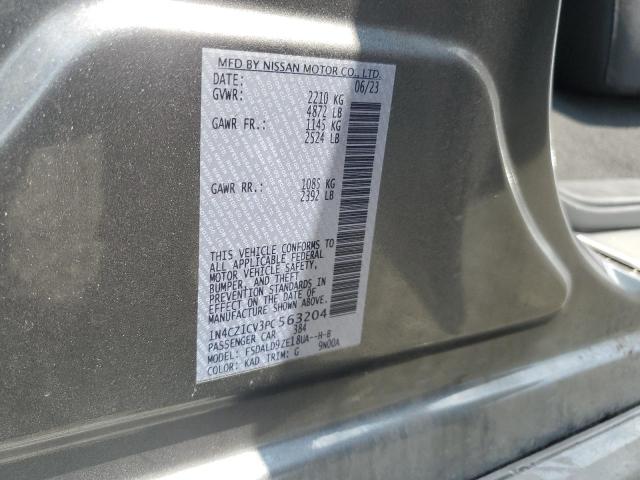 MFD BY NISSAN MOTOR CO., LTD.
DATE: 06/23
GVWR: 2210 KG
4872 LB
GAWR FR.: 1145 KG
2524 LB
GAWR RR.: 1085 KG
2392 LB
THIS VEHICLE CONFORMS TO
ALL APPLICABLE FEDERAL
MOTOR VEHICLE SAFETY,
BUMPER, AND THEFT
PREVENTION STANDARDS IN
EFFECT ON THE DATE OF
MANUFACTURE SHOWN ABOVE.
1N4CZ1CV3PC563204
PASSENGER CAR 384
MODEL: FSDALD9ZE18UA--H-B
COLOR: KAD TRIM: G 9N00A